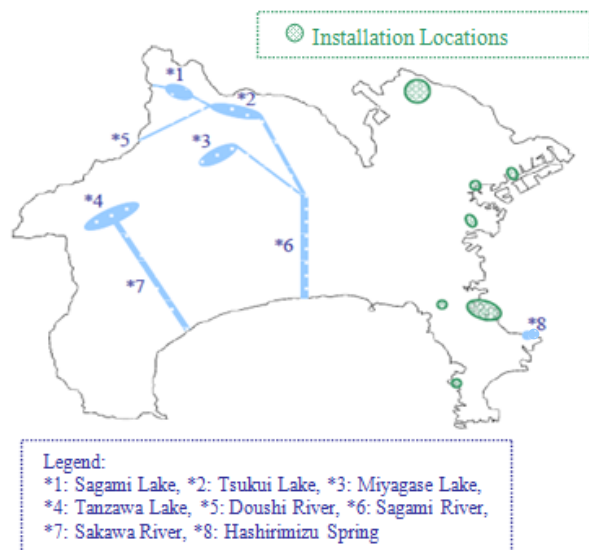 Installation Locations
*1
*2
*5
*3
*4
*6
*7
*8
Legend:
*1: Sagami Lake, *2: Tsukui Lake, *3: Miyagase Lake,
*4: Tanzawa Lake, *5: Doushi River, *6: Sagami River,
*7: Sakawa River, *8: Hashirimizu Spring